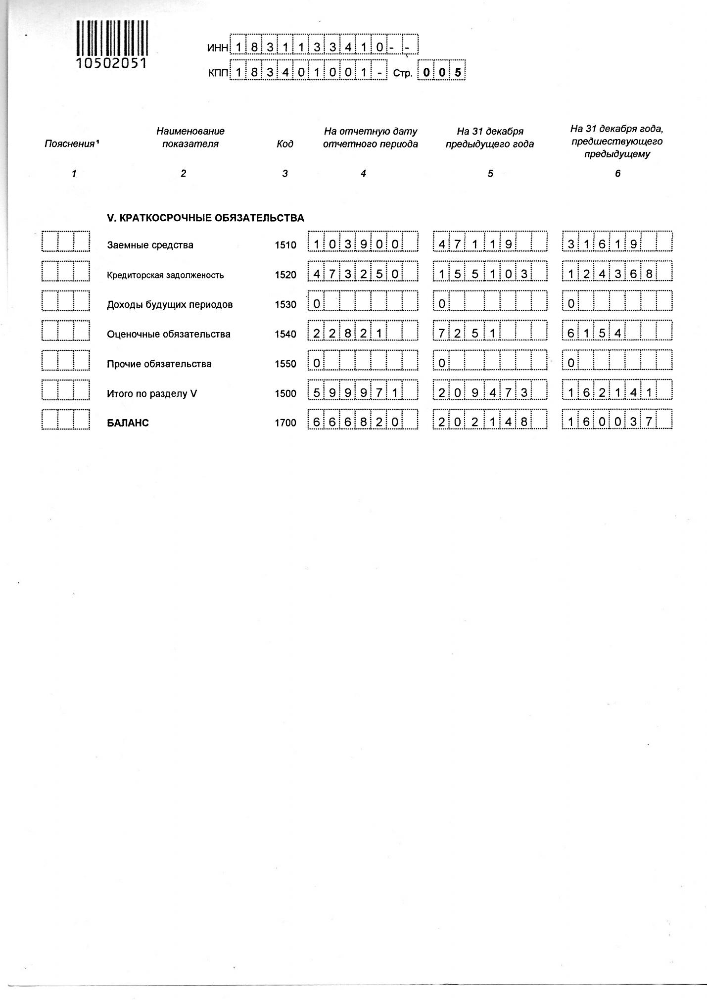 10502051
ИНН 1831133410--
КПП 183401001- Стр. 005
Пояснения¹ Наименование показателя Код На отчетную дату отчетного периода На 31 декабря предыдущего года На 31 декабря года, предшествующего предыдущему
1 2 3 4 5 6
V. КРАТКОСРОЧНЫЕ ОБЯЗАТЕЛЬСТВА
Заемные средства 1510 103900 47119 31619
Кредиторская задолженость 1520 473250 155103 124368
Доходы будущих периодов 1530 0 0 0
Оценочные обязательства 1540 22821 7251 6154
Прочие обязательства 1550 0 0 0
Итого по разделу V 1500 599971 209473 162141
БАЛАНС 1700 666820 202148 160037